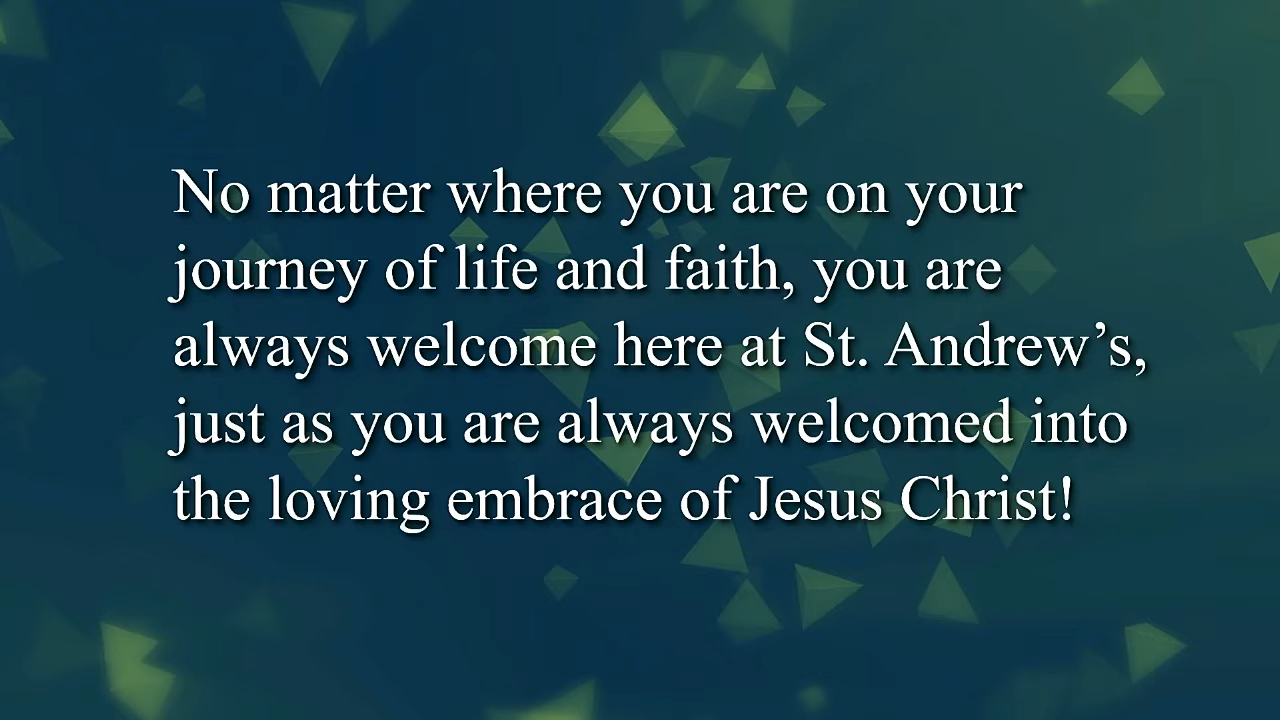 No matter where you are on your
journey of life and faith, you are
always welcome here at St. Andrew’s,
just as you are always welcomed into
the loving embrace of Jesus Christ!